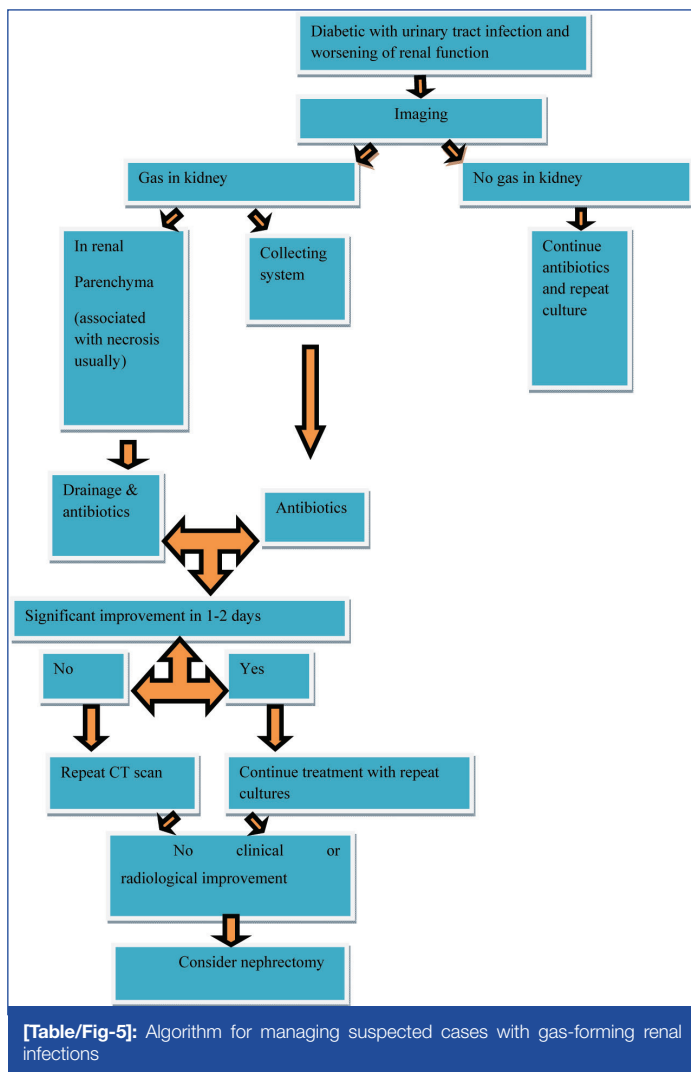 Diabetic with urinary tract infection and
worsening of renal function
Imaging
Gas in kidney
No gas in kidney
In renal
Parenchyma
(associated
with necrosis
usually)
Collecting
system
Continue
antibiotics
and repeat
culture
Drainage &
antibiotics
Antibiotics
Significant improvement in 1-2 days
No
Yes
Repeat CT scan
Continue treatment with repeat
cultures
No clinical or
radiological improvement
Consider nephrectomy
[Table/Fig-5]: Algorithm for managing suspected cases with gas-forming renal
infections